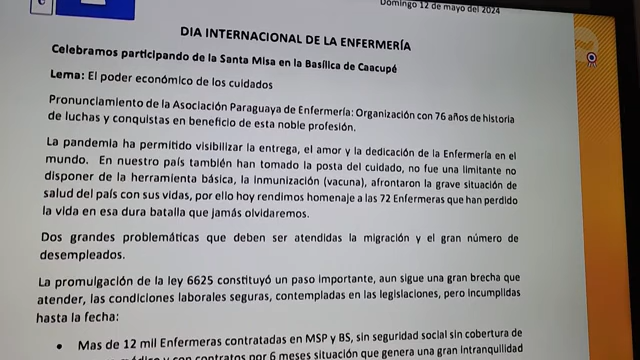 Domingo 12 de mayo del 2024
DIA INTERNACIONAL DE LA ENFERMERÍA
Celebramos participando de la Santa Misa en la Basílica de Caacupé
Lema: El poder económico de los cuidados
Pronunciamiento de la Asociación Paraguaya de Enfermería: Organización con 76 años de historia
de luchas y conquistas en beneficio de esta noble profesión.
La pandemia ha permitido visibilizar la entrega, el amor y la dedicación de la Enfermería en el
mundo. En nuestro país también han tomado la posta del cuidado, no fue una limitante no
disponer de la herramienta básica, la inmunización (vacuna), afrontaron la grave situación de
salud del país con sus vidas, por ello hoy rendimos homenaje a las 72 Enfermeras que han perdido
la vida en esa dura batalla que jamás olvidaremos.
Dos grandes problemáticas que deben ser atendidas la migración y el gran número de
desempleados.
La promulgación de la ley 6625 constituyó un paso importante, aun sigue una gran brecha que
atender, las condiciones laborales seguras, contempladas en las legislaciones, pero incumplidas
hasta la fecha:
• Mas de 12 mil Enfermeras contratadas en MSP y BS, sin seguridad social sin cobertura de
médico y con contratos por 6 meses situación que genera una gran intranquilidad